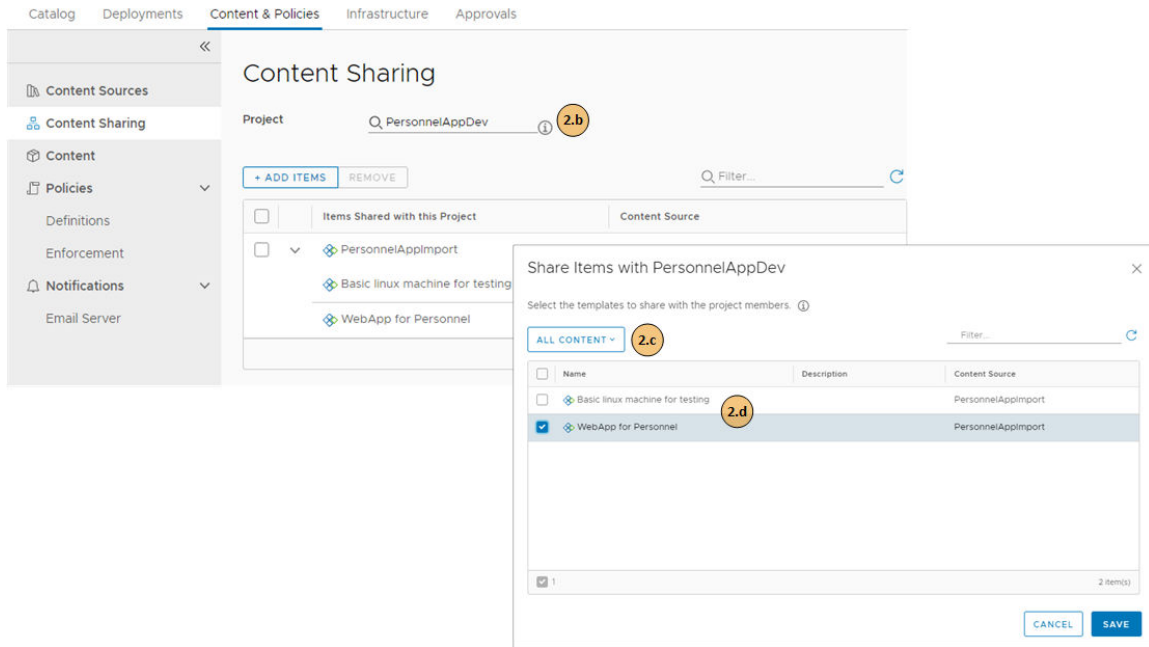 Catalog Deployments Content & Policies Infrastructure Approvals
Content Sources
Content Sharing
Content
Policies
Definitions
Enforcement
Notifications
Email Server
Content Sharing
Project PersonnelAppDev 2.b
+ ADD ITEMS REMOVE Filter...
Items Shared with this Project Content Source
PersonnelAppImport
Basic linux machine for testing
WebApp for Personnel
Share Items with PersonnelAppDev
Select the templates to share with the project members.
ALL CONTENT 2.c Filter...
Name Description Content Source
Basic linux machine for testing PersonnelAppImport
2.d
WebApp for Personnel PersonnelAppImport
1 2 item(s)
CANCEL SAVE